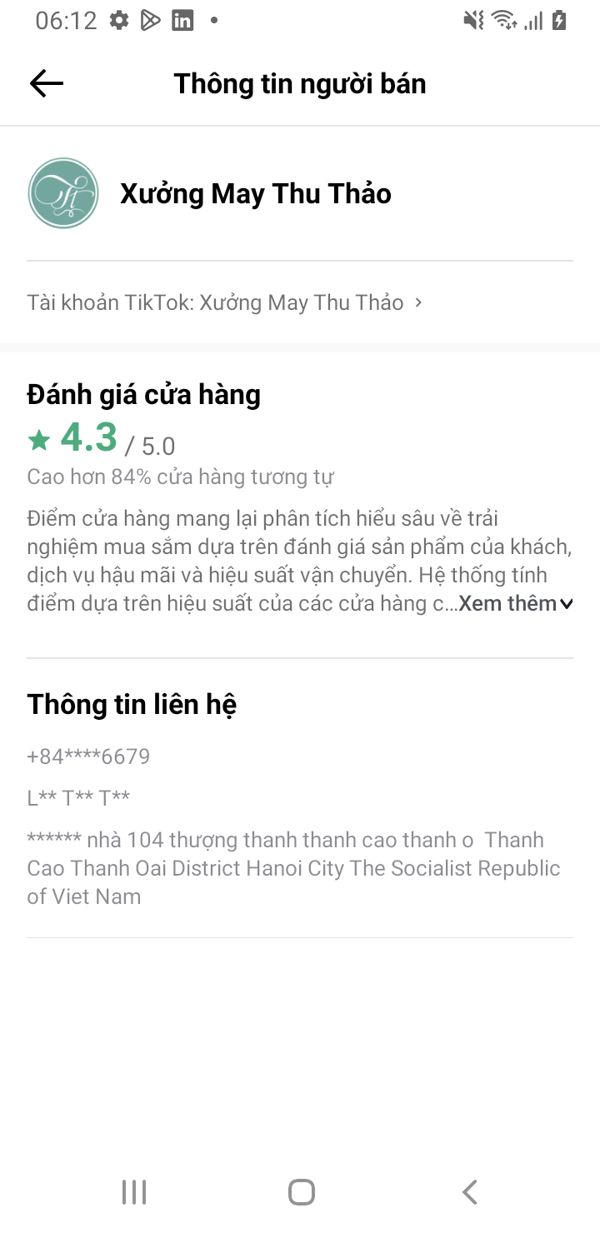 06:12
Thông tin người bán
Xưởng May Thu Thảo
Tài khoản TikTok: Xưởng May Thu Thảo >
Đánh giá cửa hàng
4.3 / 5.0
Cao hơn 84% cửa hàng tương tự
Điểm cửa hàng mang lại phân tích hiểu sâu về trải
nghiệm mua sắm dựa trên đánh giá sản phẩm của khách,
dịch vụ hậu mãi và hiệu suất vận chuyển. Hệ thống tính
điểm dựa trên hiệu suất của các cửa hàng c...Xem thêm
Thông tin liên hệ
+84****6679
L** T** T**
****** nhà 104 thượng thanh thanh cao thanh o  Thanh
Cao Thanh Oai District Hanoi City The Socialist Republic
of Viet Nam